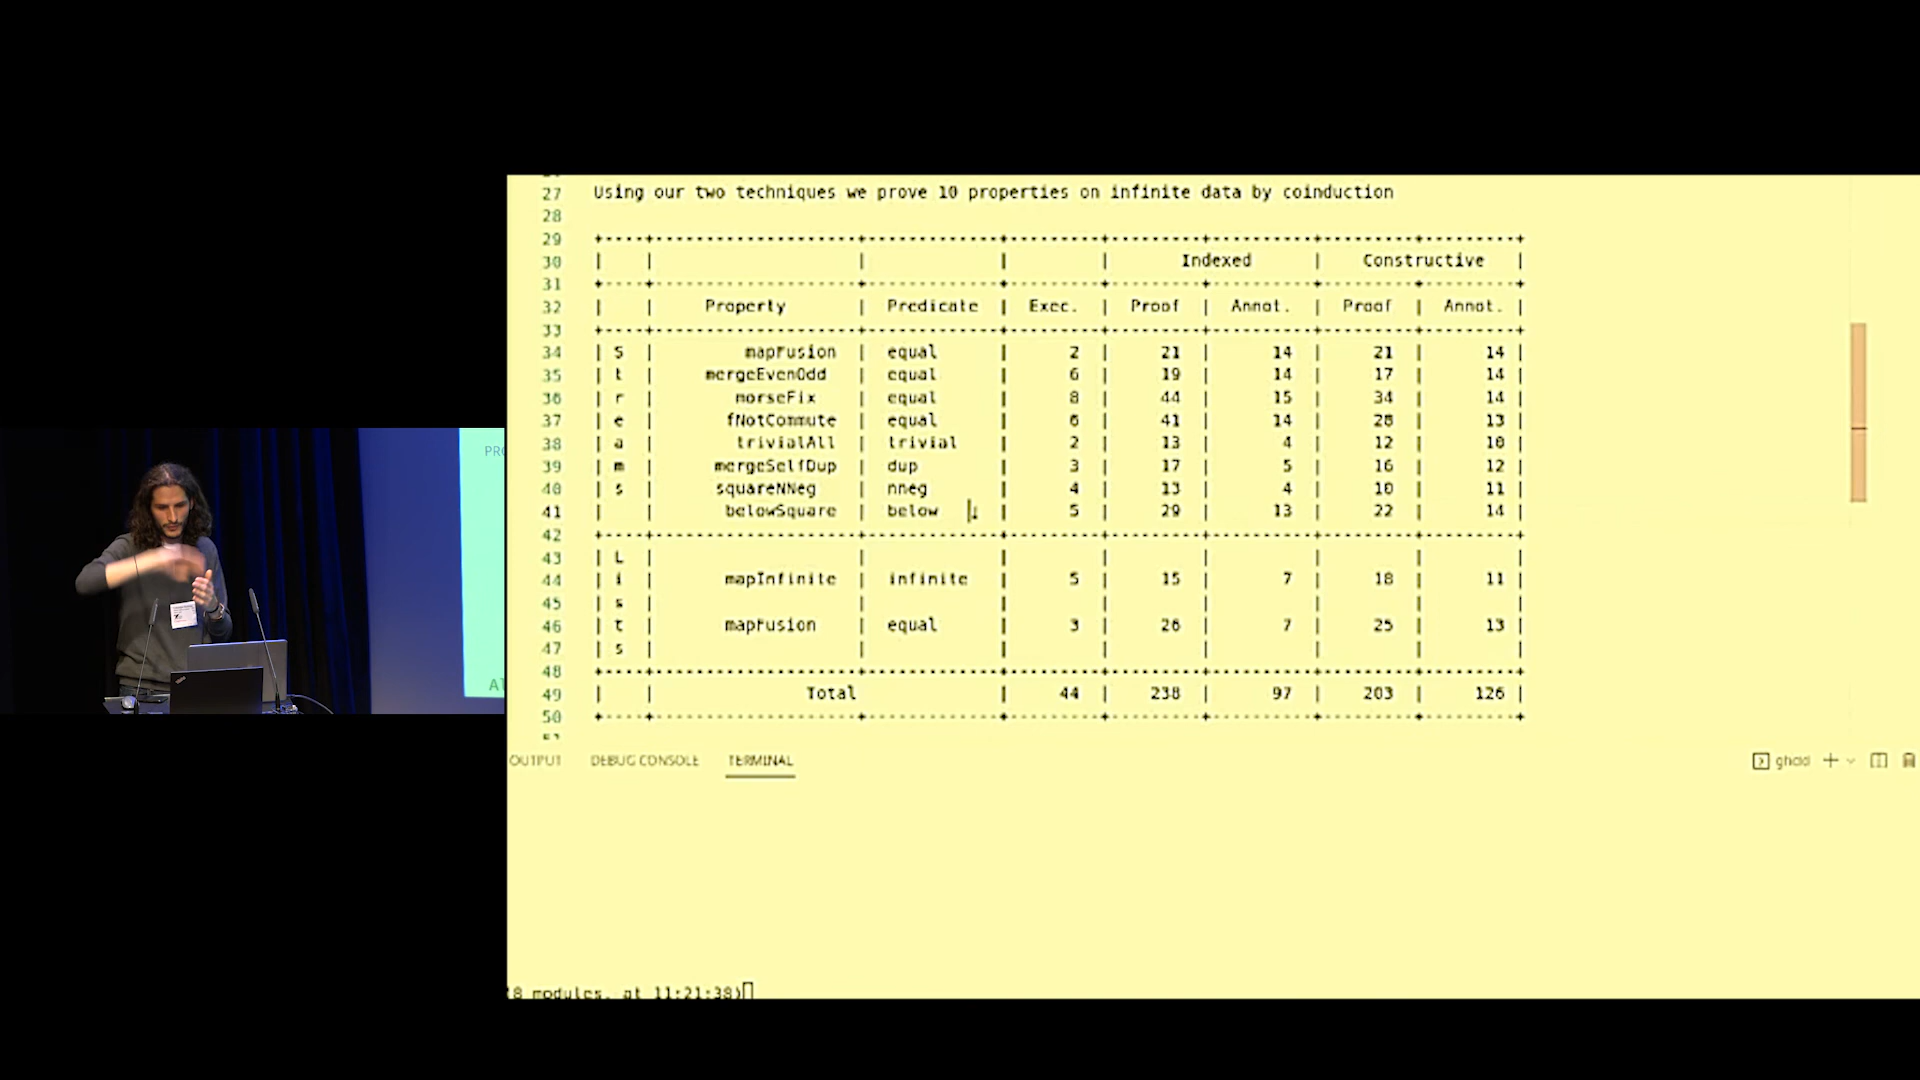 27 Using our two techniques we prove 10 properties on infinite data by coinduction
28
29 +----+------------------+------------+--------+--------+---------+--------+--------+
30 | | | | | Indexed | Constructive |
31 +----+------------------+------------+--------+--------+---------+--------+--------+
32 | | Property | Predicate | Exec. | Proof | Annot. | Proof | Annot. |
33 +----+------------------+------------+--------+--------+---------+--------+--------+
34 | S | mapFusion | equal | 2 | 21 | 14 | 21 | 14 |
35 | t | mergeEvenOdd | equal | 6 | 19 | 14 | 17 | 14 |
36 | r | morseFix | equal | 8 | 44 | 15 | 34 | 14 |
37 | e | fNotCommute | equal | 6 | 41 | 14 | 28 | 13 |
38 | a | trivialAll | trivial | 2 | 13 | 4 | 12 | 10 |
39 | m | mergeSelfDup | dup | 3 | 17 | 5 | 16 | 12 |
40 | s | squareNNeg | nneg | 4 | 13 | 4 | 10 | 11 |
41 | | belowSquare | below | 5 | 29 | 13 | 22 | 14 |
42 +----+------------------+------------+--------+--------+---------+--------+--------+
43 | L | | | | | | | |
44 | i | mapInfinite | infinite | 5 | 15 | 7 | 18 | 11 |
45 | s | | | | | | | |
46 | t | mapFusion | equal | 3 | 26 | 7 | 25 | 13 |
47 | s | | | | | | | |
48 +----+------------------+------------+--------+--------+---------+--------+--------+
49 | | Total | 44 | 238 | 97 | 203 | 126 |
50 +----+------------------+------------+--------+--------+---------+--------+--------+
OUTPUT DEBUG CONSOLE TERMINAL ghcid
8 modules, at 11:21:38)